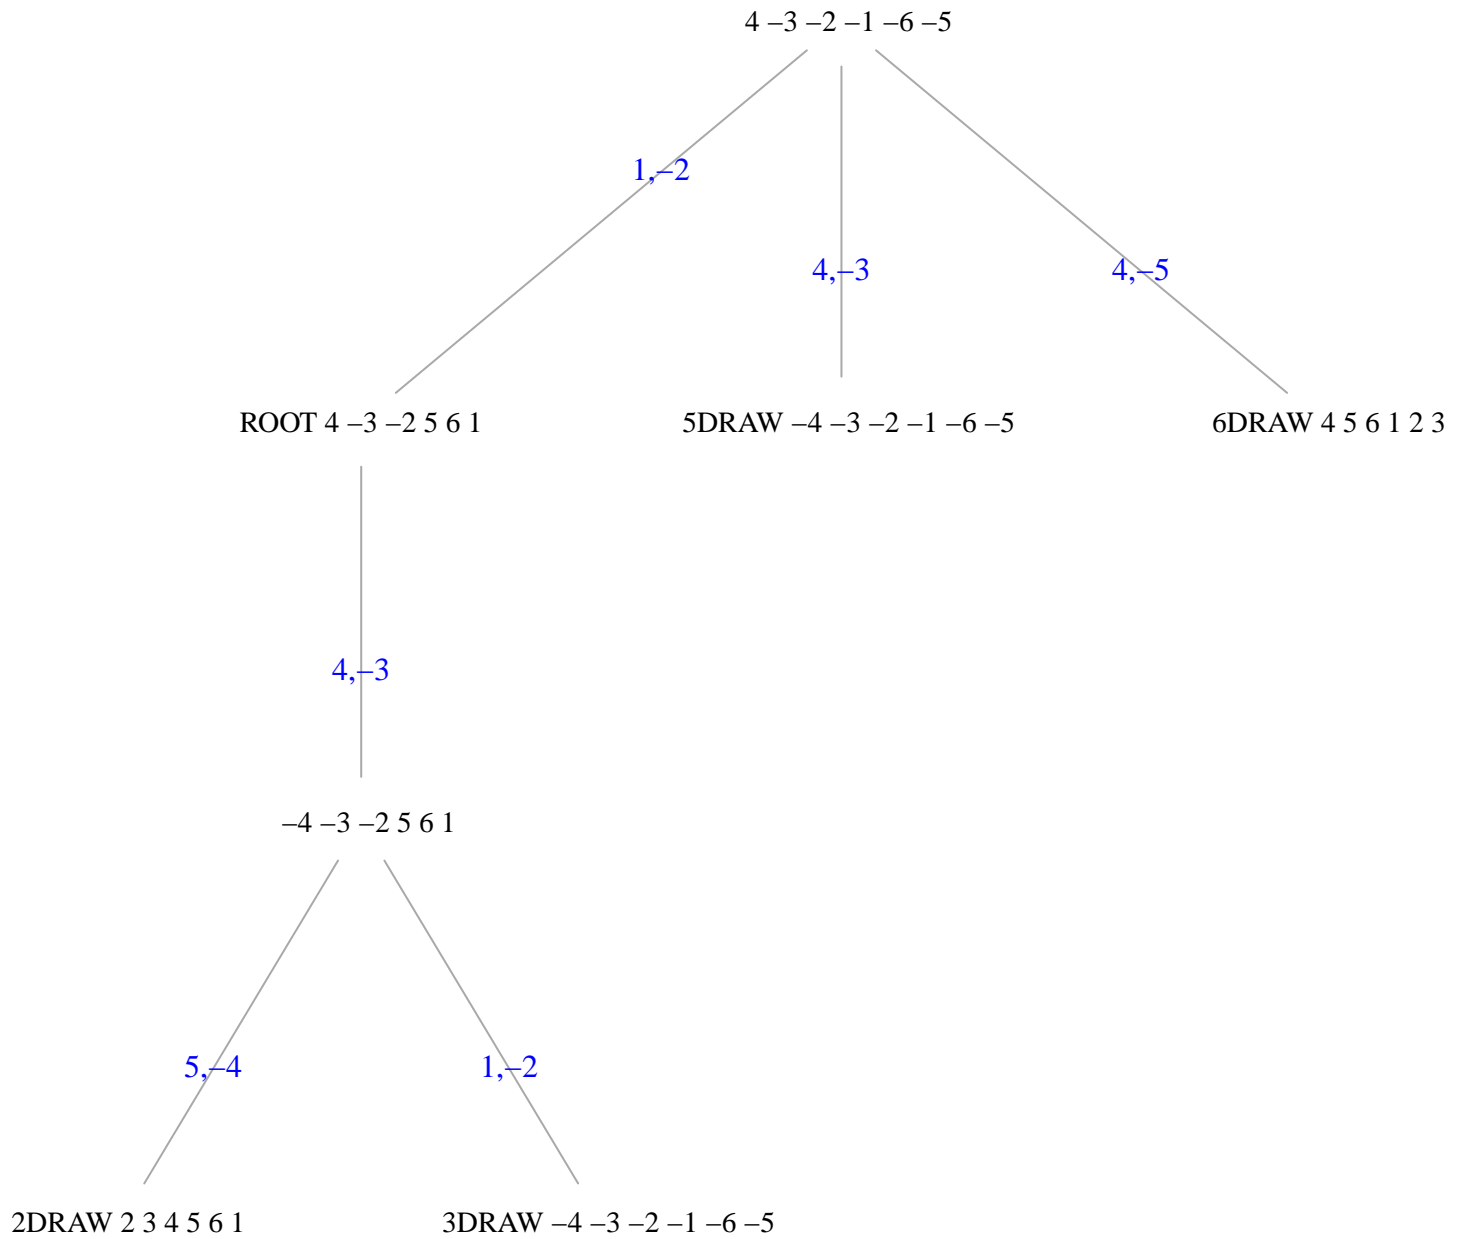 4 –3 –2 –1 –6 –5
1,–2
4,–3
4,–5
ROOT 4 –3 –2 5 6 1
5DRAW –4 –3 –2 –1 –6 –5
6DRAW 4 5 6 1 2 3
4,–3
–4 –3 –2 5 6 1
5,–4
1,–2
2DRAW 2 3 4 5 6 1
3DRAW –4 –3 –2 –1 –6 –5